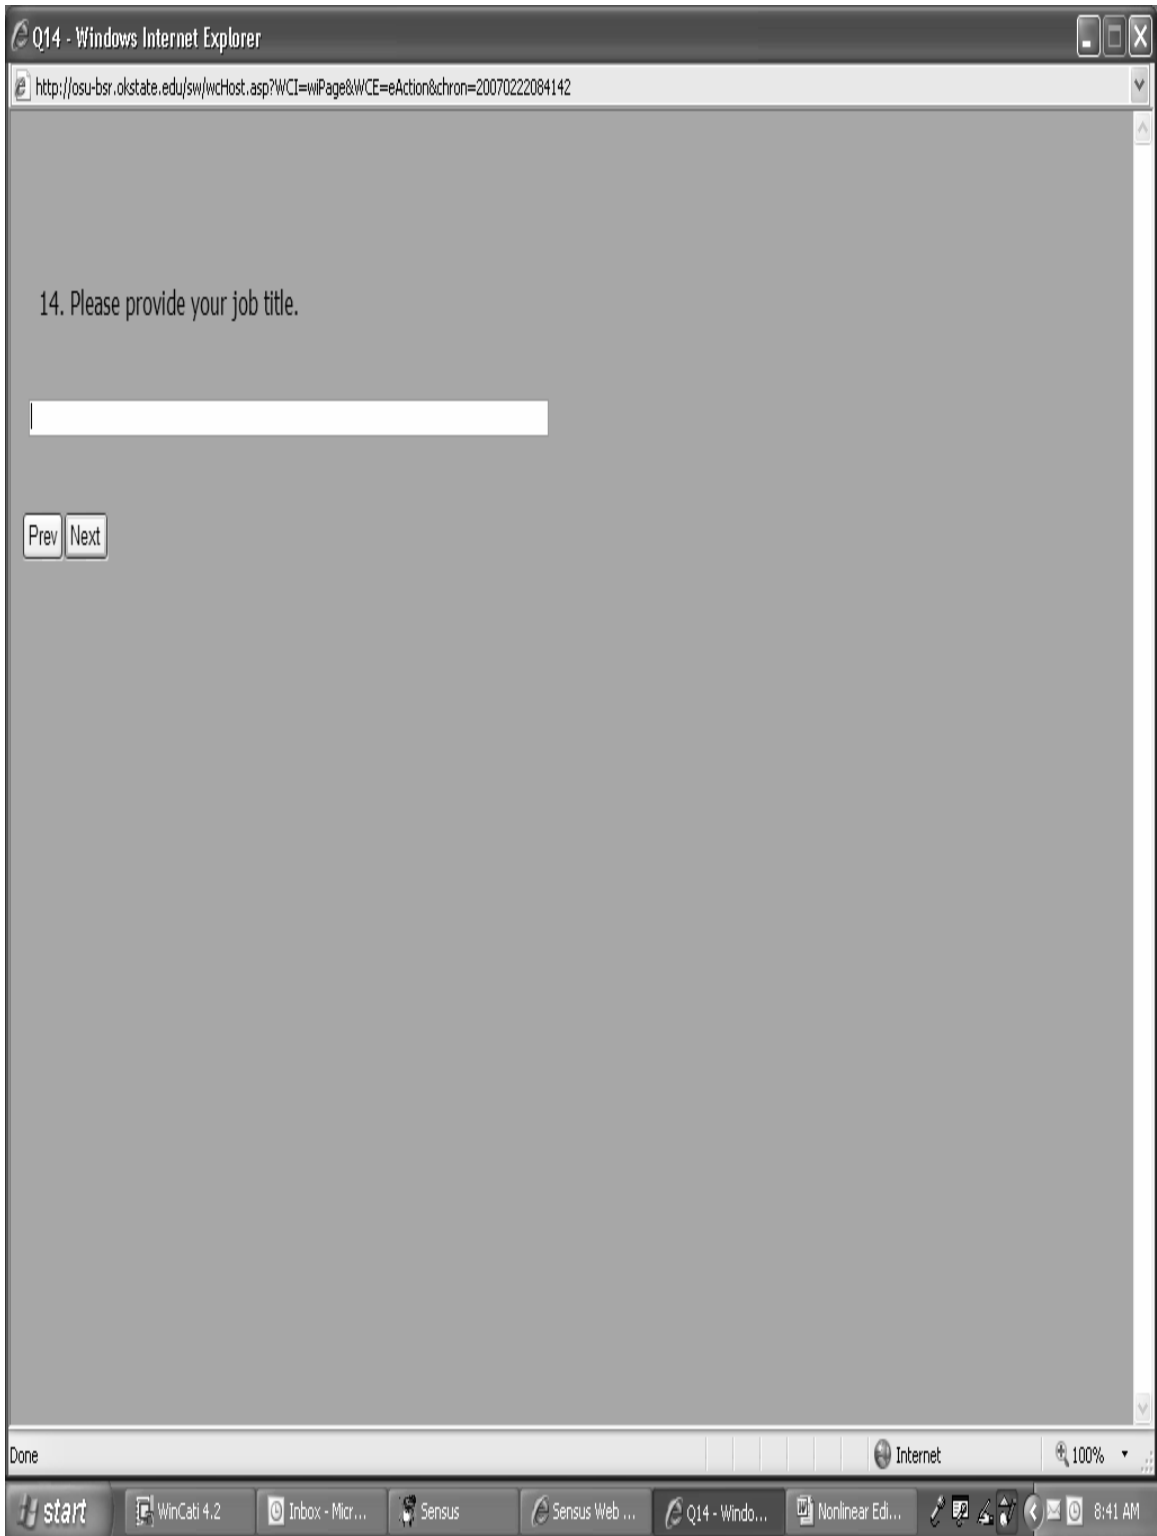 Q14 - Windows Internet Explorer
http://osu-bsr.okstate.edu/sw/wcHost.asp?WCI=wiPage&WCE=eAction&chron=20070222084142
14. Please provide your job title.
Prev Next
Done Internet 100%
start WinCati 4.2 Inbox - Micr... Sensus Sensus Web ... Q14 - Windo... Nonlinear Edi... 8:41 AM